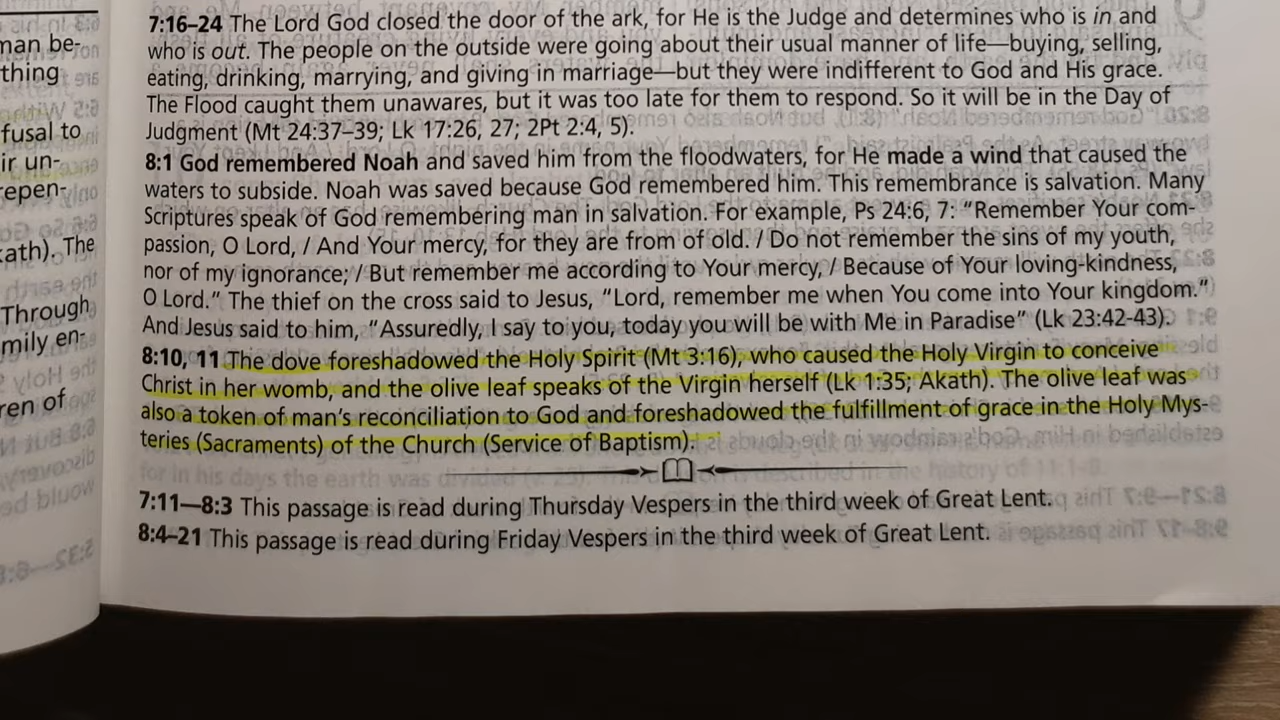 man be-
thing
fusal to
ir un-
repen-
The
Through
mily en-
ren of
7:16–24 The Lord God closed the door of the ark, for He is the Judge and determines who is in and
who is out. The people on the outside were going about their usual manner of life—buying, selling,
eating, drinking, marrying, and giving in marriage—but they were indifferent to God and His grace.
The Flood caught them unawares, but it was too late for them to respond. So it will be in the Day of
Judgment (Mt 24:37–39; Lk 17:26, 27; 2Pt 2:4, 5).
8:1 God remembered Noah and saved him from the floodwaters, for He made a wind that caused the
waters to subside. Noah was saved because God remembered him. This remembrance is salvation. Many
Scriptures speak of God remembering man in salvation. For example, Ps 24:6, 7: “Remember Your com-
passion, O Lord, / And Your mercy, for they are from of old. / Do not remember the sins of my youth,
nor of my ignorance; / But remember me according to Your mercy, / Because of Your loving-kindness,
O Lord.” The thief on the cross said to Jesus, “Lord, remember me when You come into Your kingdom.”
And Jesus said to him, “Assuredly, I say to you, today you will be with Me in Paradise” (Lk 23:42-43).
8:10, 11 The dove foreshadowed the Holy Spirit (Mt 3:16), who caused the Holy Virgin to conceive
Christ in her womb, and the olive leaf speaks of the Virgin herself (Lk 1:35; Akath). The olive leaf was
also a token of man’s reconciliation to God and foreshadowed the fulfillment of grace in the Holy Mys-
teries (Sacraments) of the Church (Service of Baptism).
7:11—8:3 This passage is read during Thursday Vespers in the third week of Great Lent.
8:4–21 This passage is read during Friday Vespers in the third week of Great Lent.